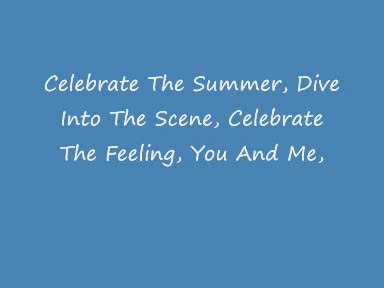 Celebrate The Summer, Dive
Into The Scene, Celebrate
The Feeling, You And Me,